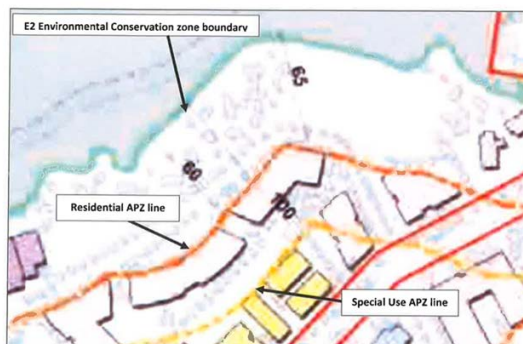 E2 Environmental Conservation zone boundary
65
60
Residential APZ line
100
Special Use APZ line